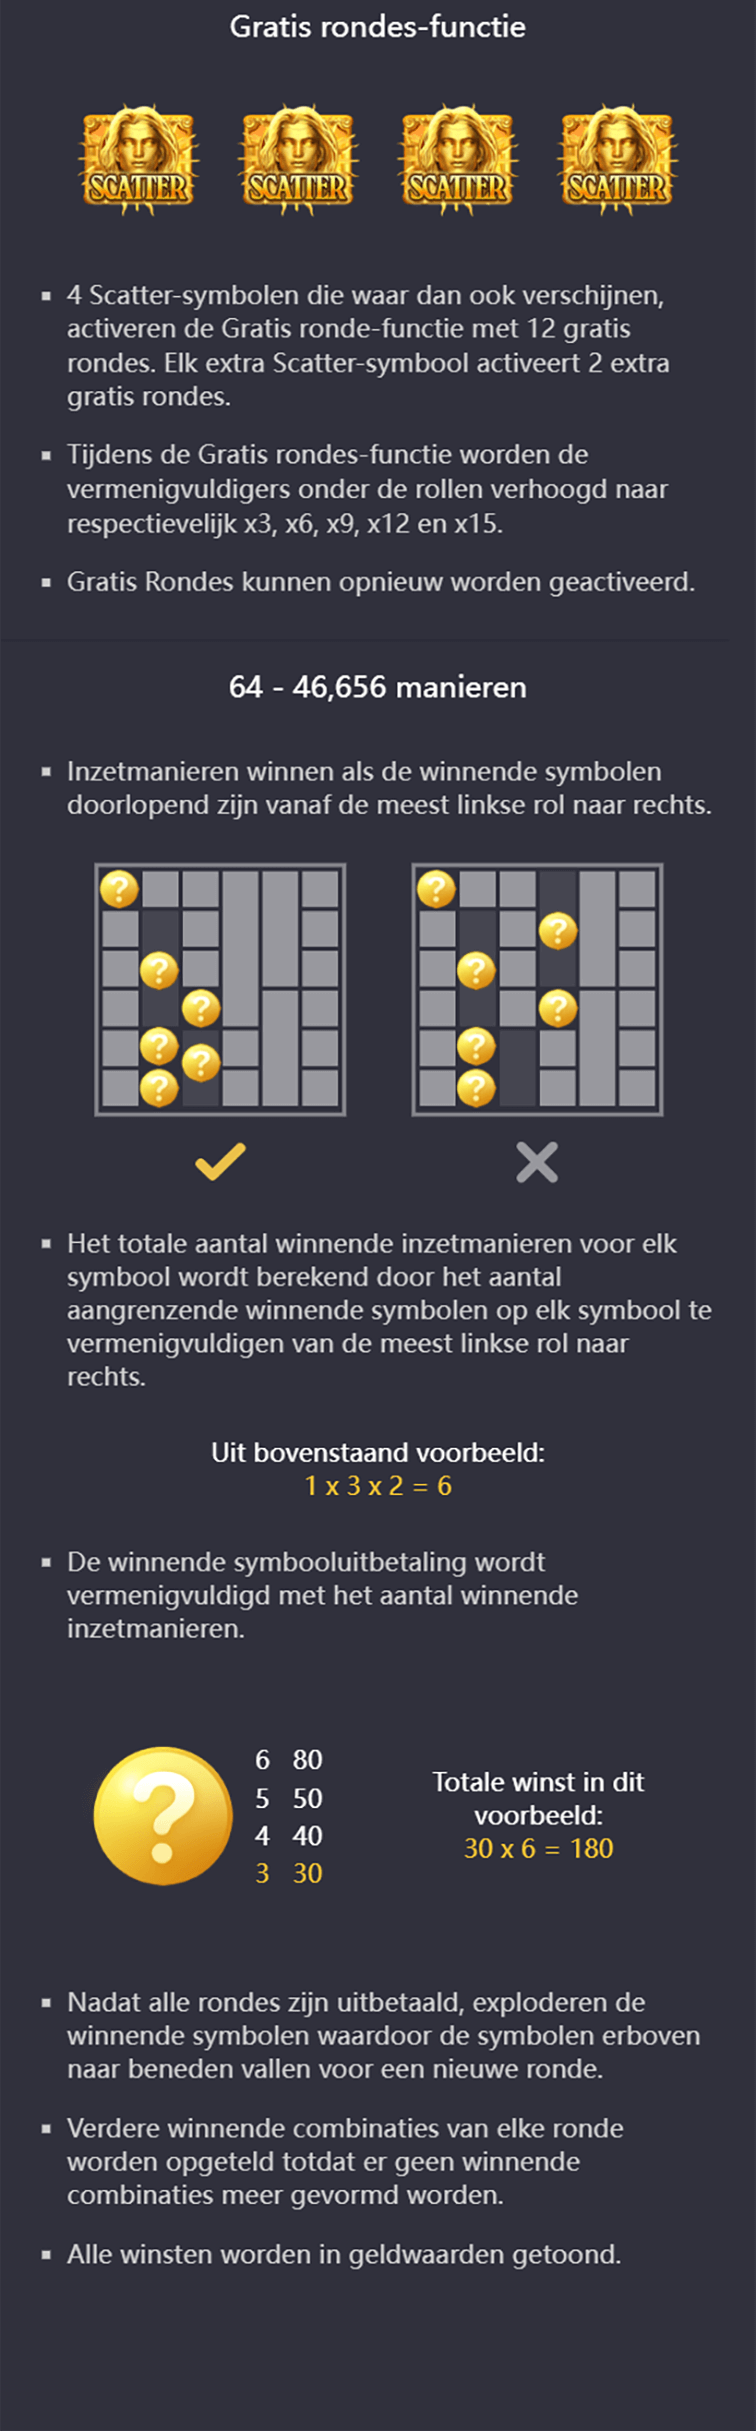 Gratis rondes-functie
SCATTER SCATTER SCATTER SCATTER
▪ 4 Scatter-symbolen die waar dan ook verschijnen,
activeren de Gratis ronde-functie met 12 gratis
rondes. Elk extra Scatter-symbool activeert 2 extra
gratis rondes.
▪ Tijdens de Gratis rondes-functie worden de
vermenigvuldigers onder de rollen verhoogd naar
respectievelijk x3, x6, x9, x12 en x15.
▪ Gratis Rondes kunnen opnieuw worden geactiveerd.
64 - 46,656 manieren
▪ Inzetmanieren winnen als de winnende symbolen
doorlopend zijn vanaf de meest linkse rol naar rechts.
? ?
?
? ?
? ?
? ?
?
? ?
▪ Het totale aantal winnende inzetmanieren voor elk
symbool wordt berekend door het aantal
aangrenzende winnende symbolen op elk symbool te
vermenigvuldigen van de meest linkse rol naar
rechts.
Uit bovenstaand voorbeeld:
1 x 3 x 2 = 6
▪ De winnende symbooluitbetaling wordt
vermenigvuldigd met het aantal winnende
inzetmanieren.
?
6 80
5 50
4 40
3 30
Totale winst in dit
voorbeeld:
30 x 6 = 180
▪ Nadat alle rondes zijn uitbetaald, exploderen de
winnende symbolen waardoor de symbolen erboven
naar beneden vallen voor een nieuwe ronde.
▪ Verdere winnende combinaties van elke ronde
worden opgeteld totdat er geen winnende
combinaties meer gevormd worden.
▪ Alle winsten worden in geldwaarden getoond.